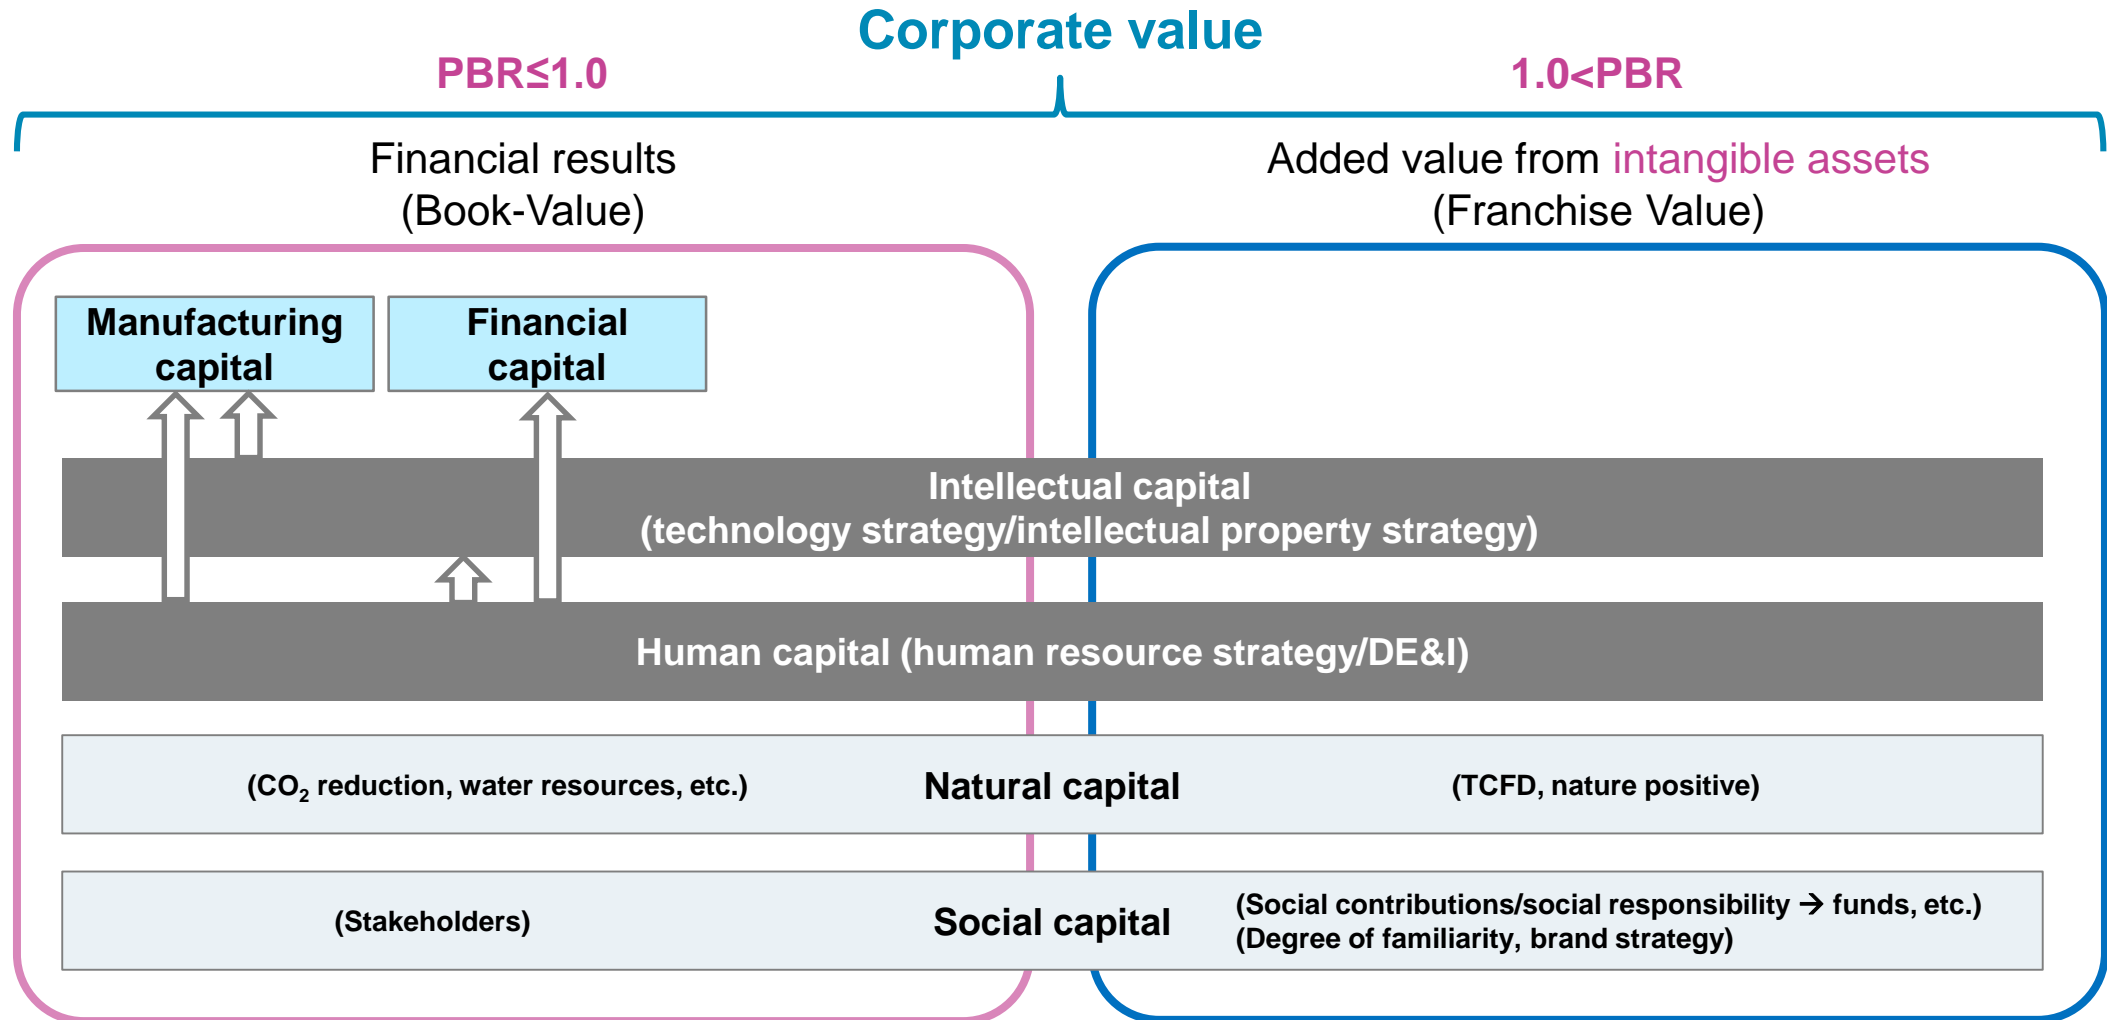 Corporate value
PBR≤1.0
1.0<PBR
Financial results
(Book-Value)
Added value from intangible assets
(Franchise Value)
Manufacturing
capital
Financial
capital
Intellectual capital
(technology strategy/intellectual property strategy)
Human capital (human resource strategy/DE&I)
(CO₂ reduction, water resources, etc.)
Natural capital
(TCFD, nature positive)
(Stakeholders)
Social capital
(Social contributions/social responsibility → funds, etc.)
(Degree of familiarity, brand strategy)